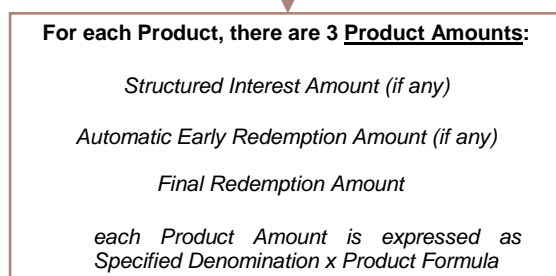 For each Product, there are 3 Product Amounts:
Structured Interest Amount (if any)
Automatic Early Redemption Amount (if any)
Final Redemption Amount
each Product Amount is expressed as
Specified Denomination x Product Formula